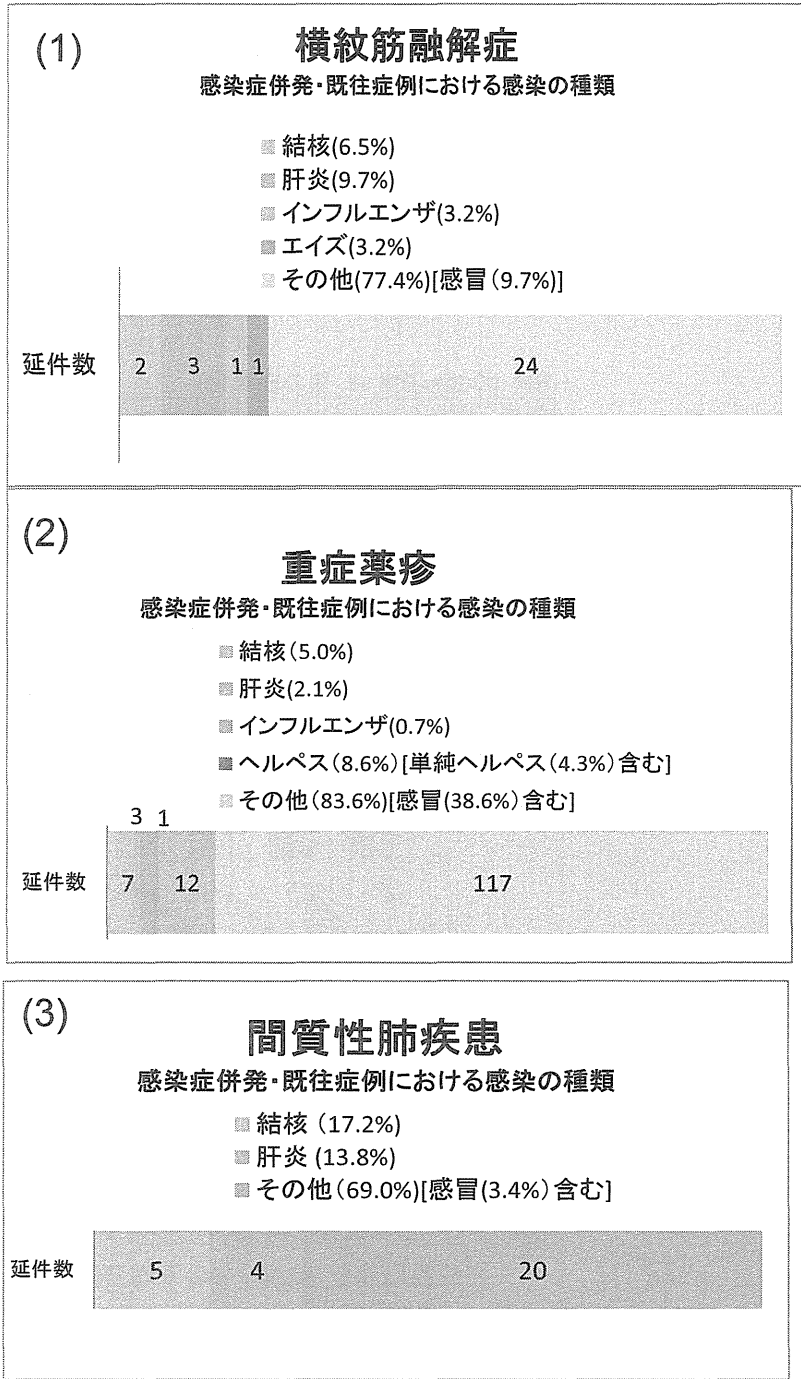 (1)
横紋筋融解症
感染症併発・既往症例における感染の種類
結核(6.5%)
肝炎(9.7%)
インフルエンザ(3.2%)
エイズ(3.2%)
その他(77.4%)[感冒(9.7%)]
延件数 2 3 1 1 24
(2)
重症薬疹
感染症併発・既往症例における感染の種類
結核(5.0%)
肝炎(2.1%)
インフルエンザ(0.7%)
ヘルペス(8.6%)[単純ヘルペス(4.3%)含む]
その他(83.6%)[感冒(38.6%)含む]
3 1
延件数 7 12 117
(3)
間質性肺疾患
感染症併発・既往症例における感染の種類
結核 (17.2%)
肝炎 (13.8%)
その他(69.0%)[感冒(3.4%)含む]
延件数 5 4 20